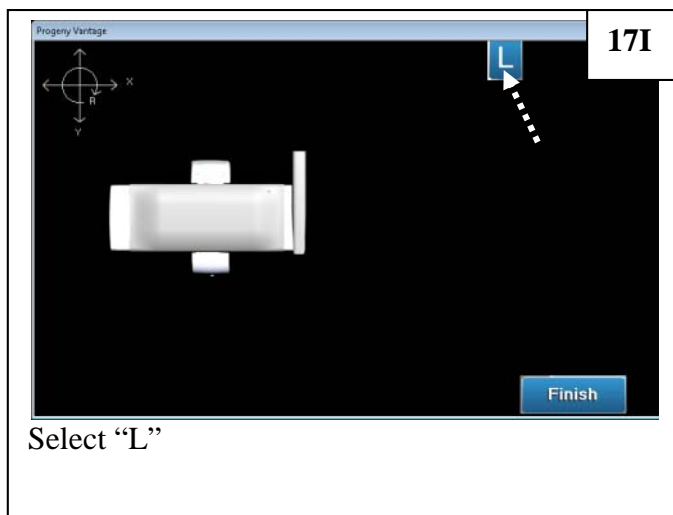 Progeny Vantage
17I
L
X
R
Y
Finish
Select “L”